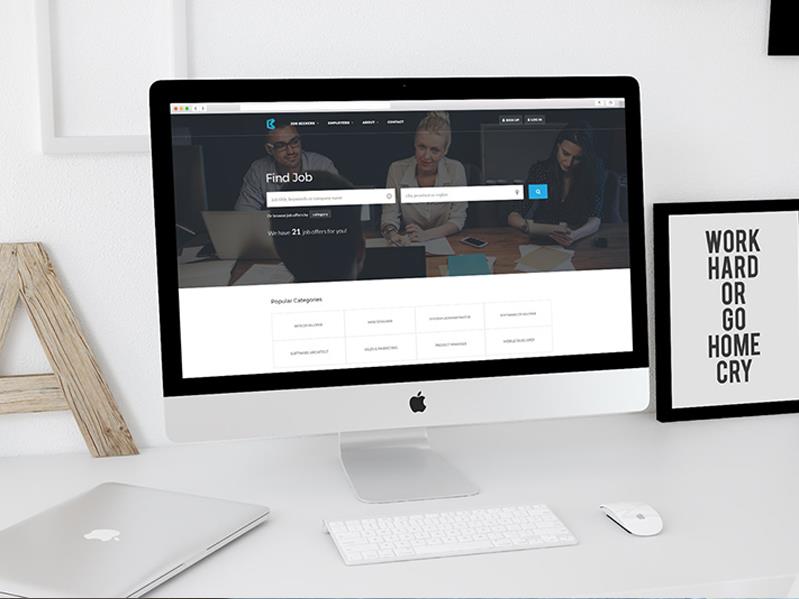 JOB SEEKERS EMPLOYERS ABOUT CONTACT SIGN UP LOG IN
Find Job
Job title, keywords or company name City, province or region
Or browse job offers by category
We have 21 job offers for you!
Popular Categories
WEB DEVELOPER WEB DESIGNER SYSTEM ADMINISTRATOR SOFTWARE DEVELOPER
SOFTWARE ARCHITECT SALES & MARKETING PROJECT MANAGER MOBILE DEVELOPER
WORK
HARD
OR
GO
HOME
CRY